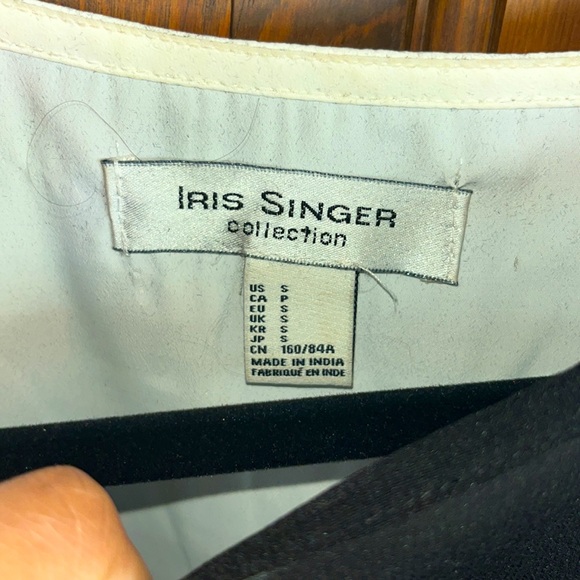 IRIS SINGER
collection
US S
CA P
EU S
UK S
KR S
JP S
CN 160/84A
MADE IN INDIA
FABRIQUÉ EN INDE